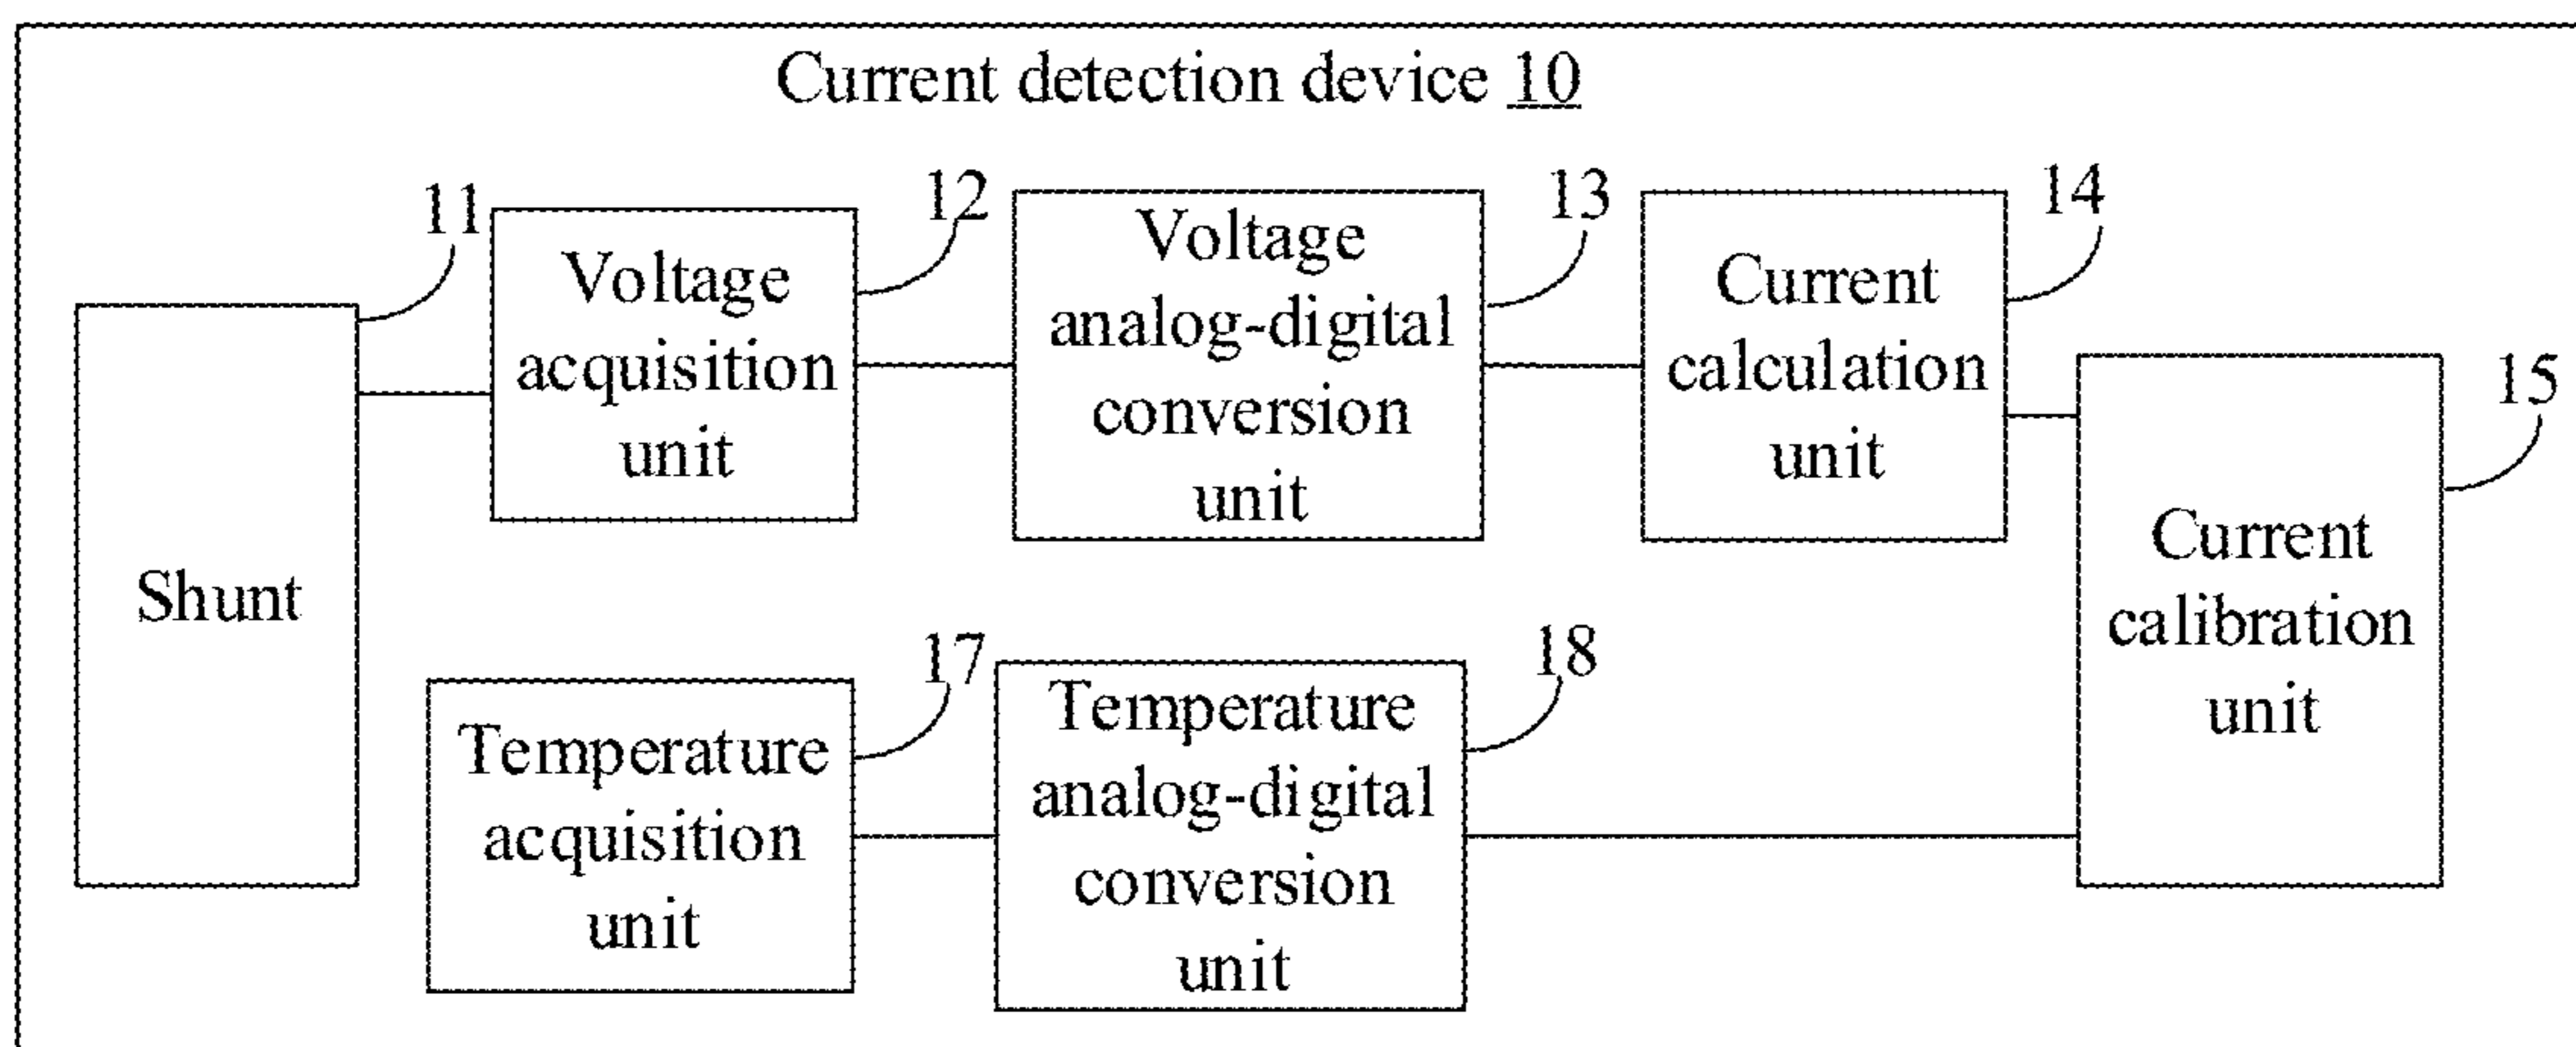 Current detection device 10
11
12
13
14
15
Shunt
Voltage
acquisition
unit
Voltage
analog-digital
conversion
unit
Current
calculation
unit
Current
calibration
unit
17
18
Temperature
acquisition
unit
Temperature
analog-digital
conversion
unit